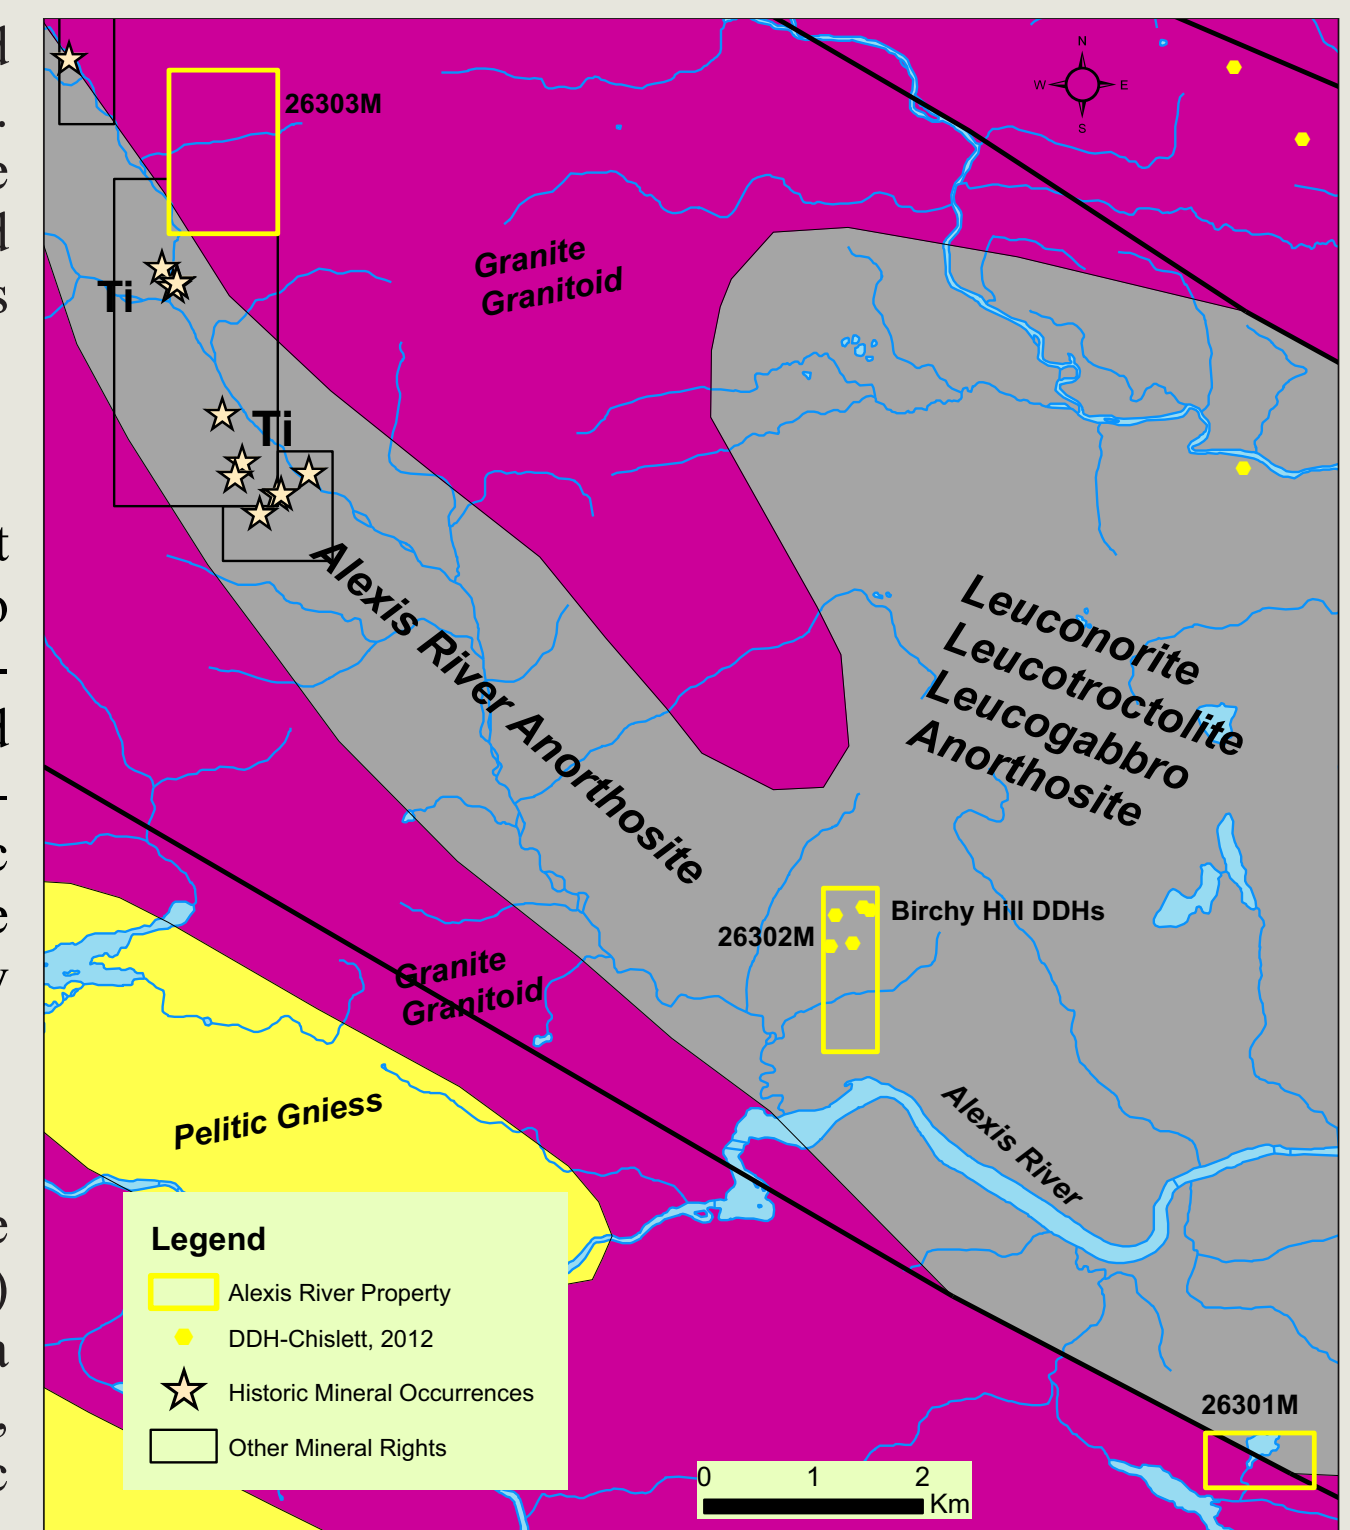 N
W
E
S
26303M
Granite
Granitoid
Ti
Ti
Alexis River Anorthosite
Leuconorite
Leucotroctolite
Leucogabbro
Anorthosite
Birchy Hill DDHs
26302M
Granite
Granitoid
Pelitic Gniess
Alexis River
Legend
Alexis River Property
DDH-Chislett, 2012
Historic Mineral Occurrences
Other Mineral Rights
26301M
0 1 2
Km